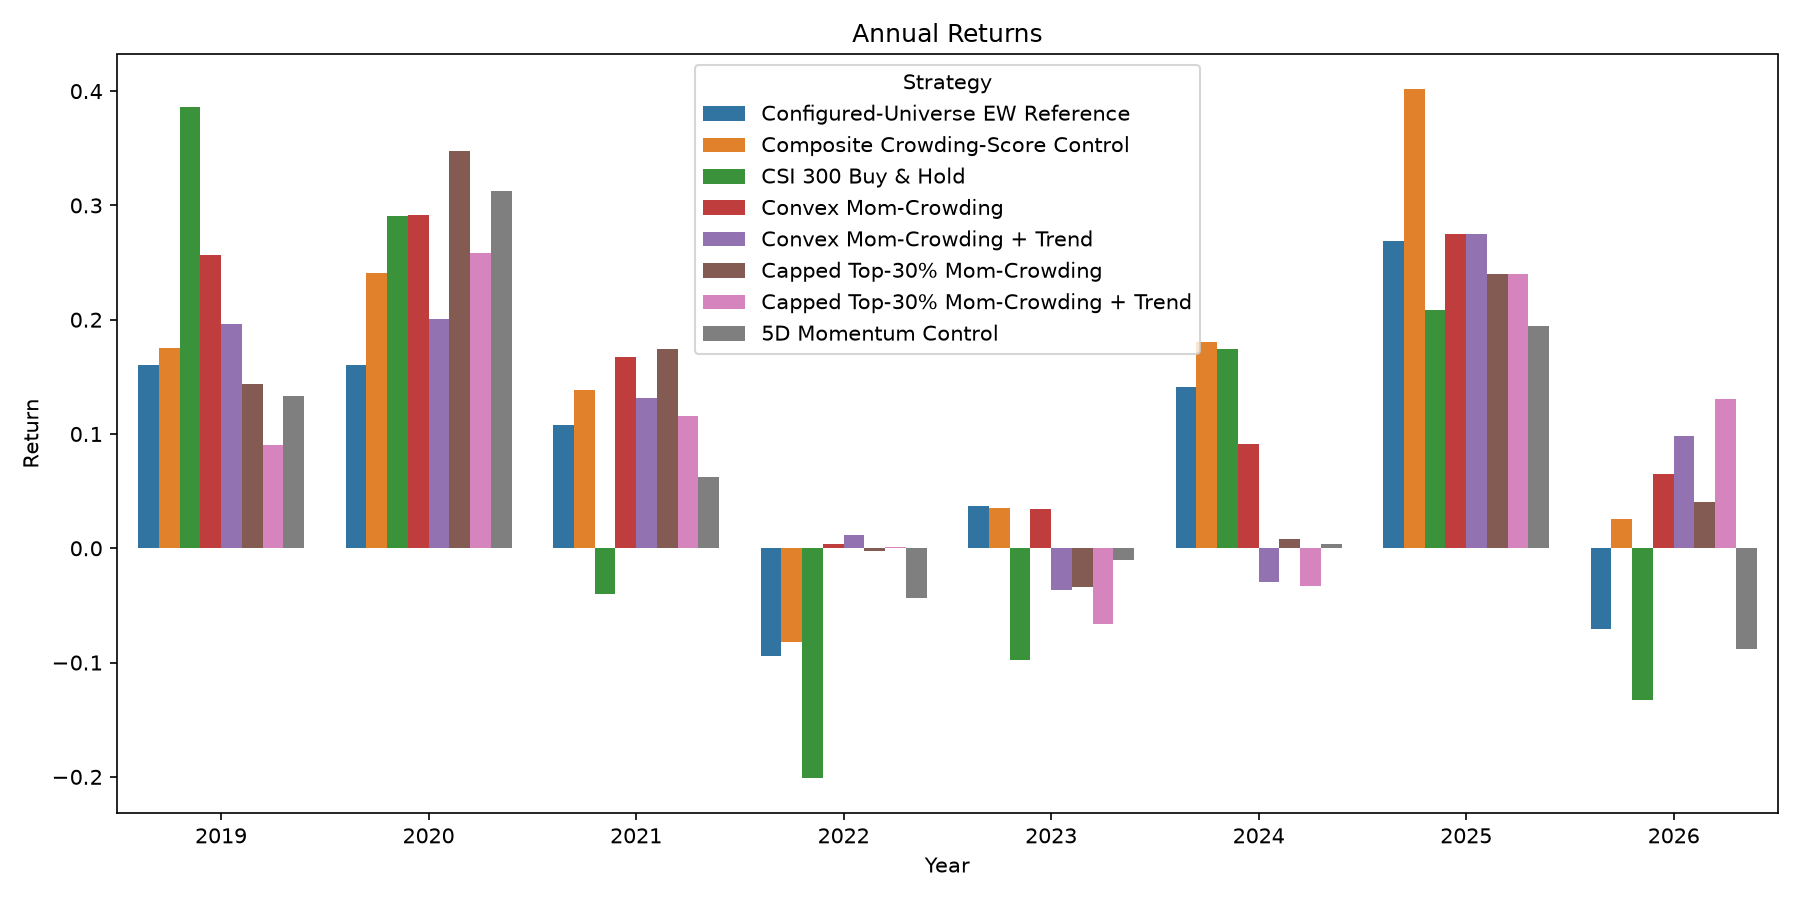 Annual Returns
Strategy
Configured-Universe EW Reference
Composite Crowding-Score Control
CSI 300 Buy & Hold
Convex Mom-Crowding
Convex Mom-Crowding + Trend
Capped Top-30% Mom-Crowding
Capped Top-30% Mom-Crowding + Trend
5D Momentum Control
Return
0.4
0.3
0.2
0.1
0.0
−0.1
−0.2
2019 2020 2021 2022 2023 2024 2025 2026
Year